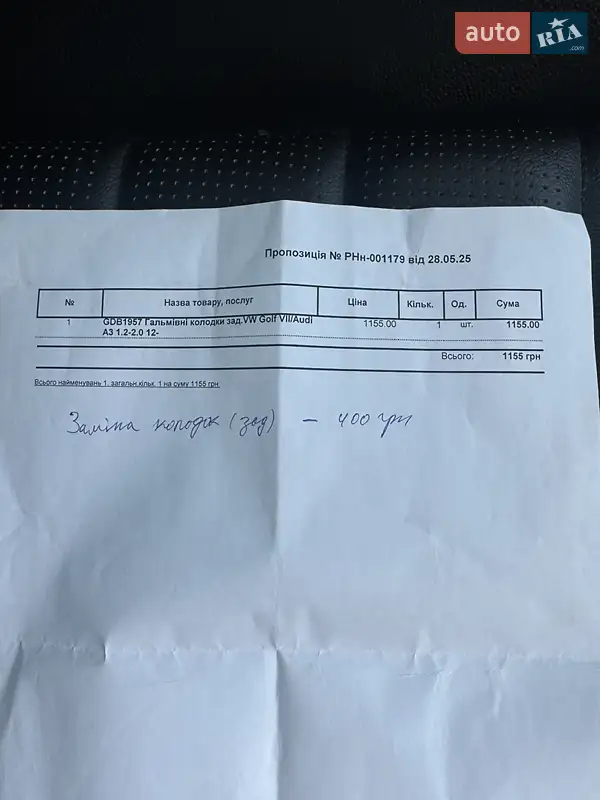 auto RIA.com
Пропозиція № РНн-001179 від 28.05.25
№ Назва товару, послуг Ціна Кільк. Од. Сума
1 GDB1957 Гальмівні колодки зад.VW Golf VII/Audi 1155.00 1 шт. 1155.00
A3 1.2-2.0 12-
Всього: 1155 грн
Всього найменувань 1, загальн.кільк. 1 на суму 1155 грн.
Заміна колодок (зад) – 400 грн